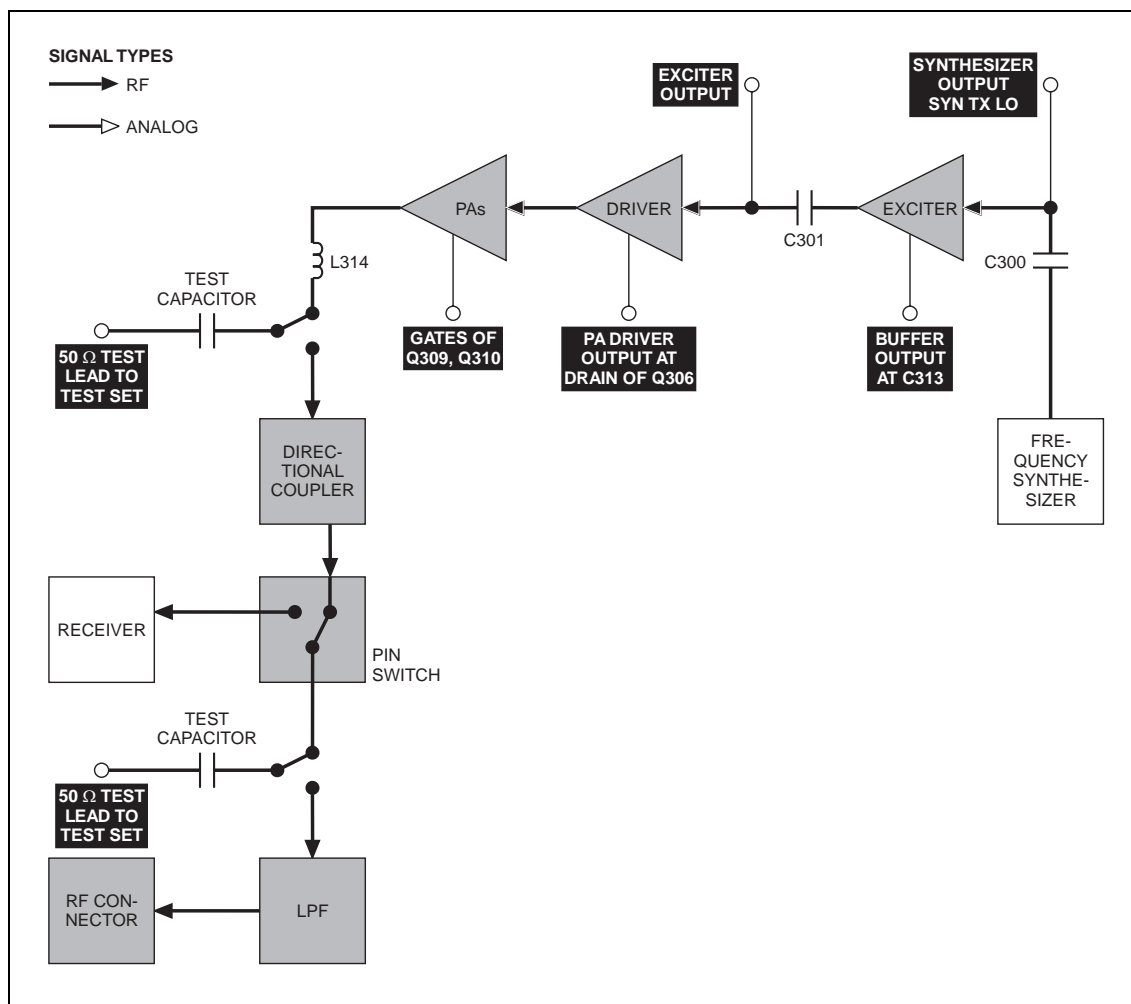 SIGNAL TYPES
RF
ANALOG
EXCITER
OUTPUT
SYNTHESIZER
OUTPUT
SYN TX LO
PAs
DRIVER
EXCITER
C301
C300
L314
TEST
CAPACITOR
50 Ω TEST
LEAD TO
TEST SET
GATES OF
Q309, Q310
PA DRIVER
OUTPUT AT
DRAIN OF Q306
BUFFER
OUTPUT
AT C313
DIREC-
TIONAL
COUPLER
FRE-
QUENCY
SYNTHE-
SIZER
RECEIVER
PIN
SWITCH
TEST
CAPACITOR
50 Ω TEST
LEAD TO
TEST SET
RF CON-
NECTOR
LPF